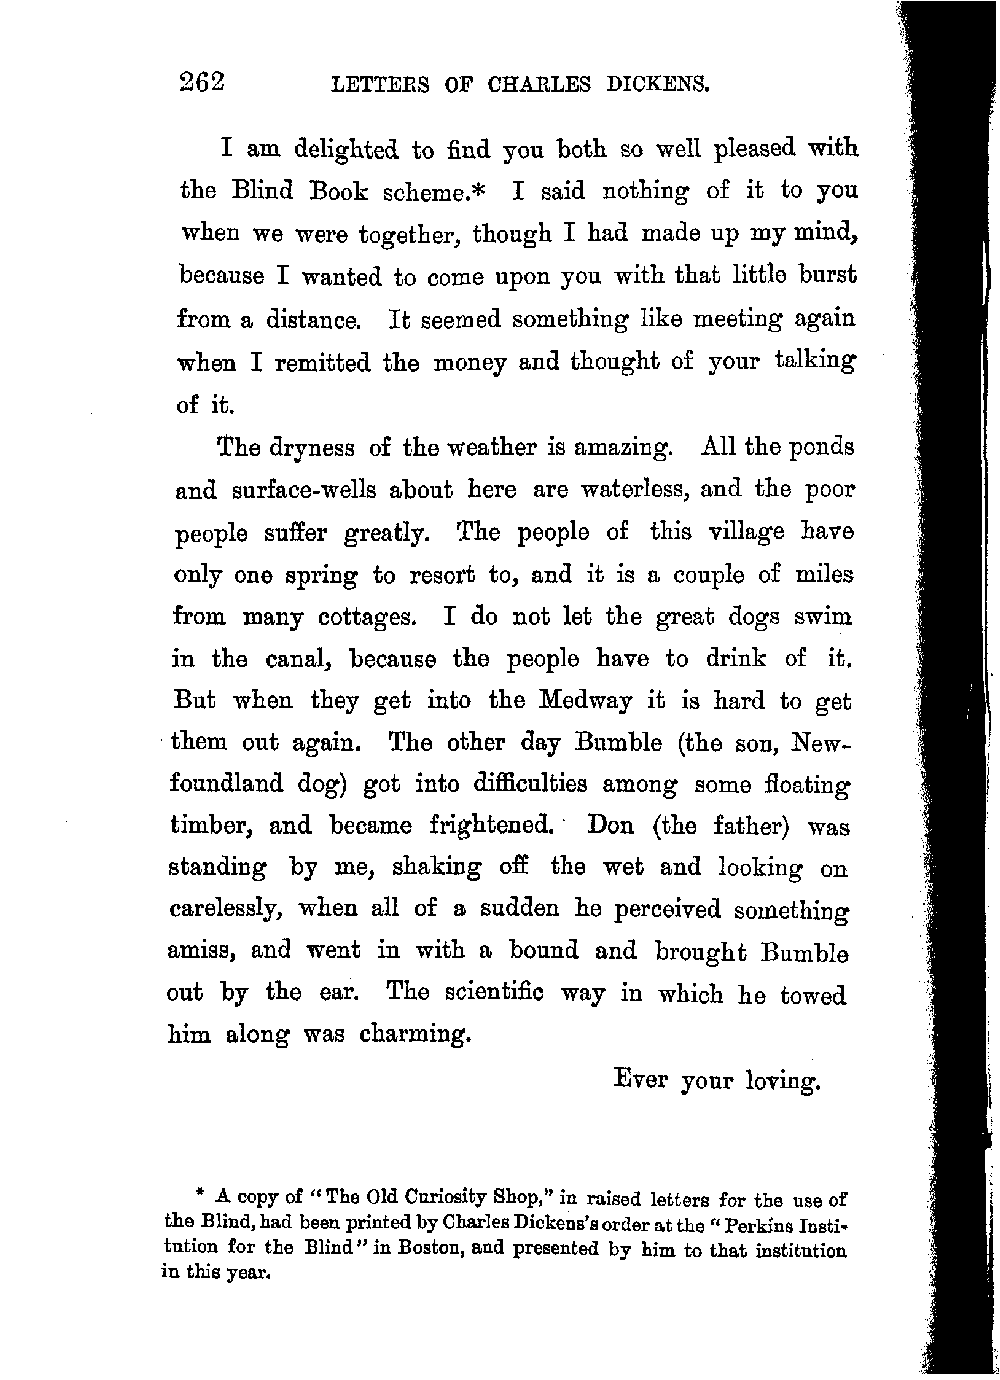 262 LETTERS OF CHARLES DICKENS.
I am delighted to find you both so well pleased with
the Blind Book scheme.* I said nothing of it to you
when we were together, though I had made up my mind,
because I wanted to come upon you with that little burst
from a distance. It seemed something like meeting again
when I remitted the money and thought of your talking
of it.
The dryness of the weather is amazing. All the ponds
and surface-wells about here are waterless, and the poor
people suffer greatly. The people of this village have
only one spring to resort to, and it is a couple of miles
from many cottages. I do not let the great dogs swim
in the canal, because the people have to drink of it.
But when they get into the Medway it is hard to get
them out again. The other day Bumble (the son, New-
foundland dog) got into difficulties among some floating
timber, and became frightened. Don (the father) was
standing by me, shaking off the wet and looking on
carelessly, when all of a sudden he perceived something
amiss, and went in with a bound and brought Bumble
out by the ear. The scientific way in which he towed
him along was charming.
Ever your loving.
* A copy of "The Old Curiosity Shop," in raised letters for the use of
the Blind, had been printed by Charles Dickens's order at the "Perkins Insti-
tution for the Blind" in Boston, and presented by him to that institution
in this year.